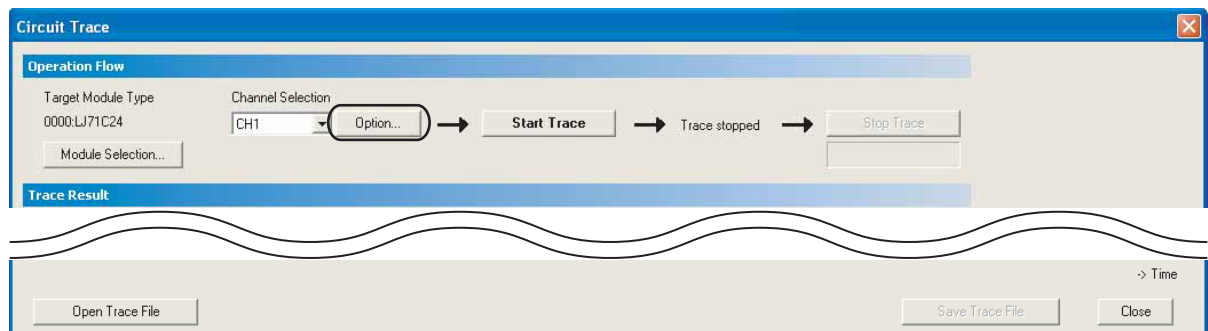 Circuit Trace
Operation Flow
Target Module Type
Channel Selection
0000:LJ71C24
CH1
Option...
Start Trace
Trace stopped
Stop Trace
Module Selection...
Trace Result
-> Time
Open Trace File
Save Trace File
Close